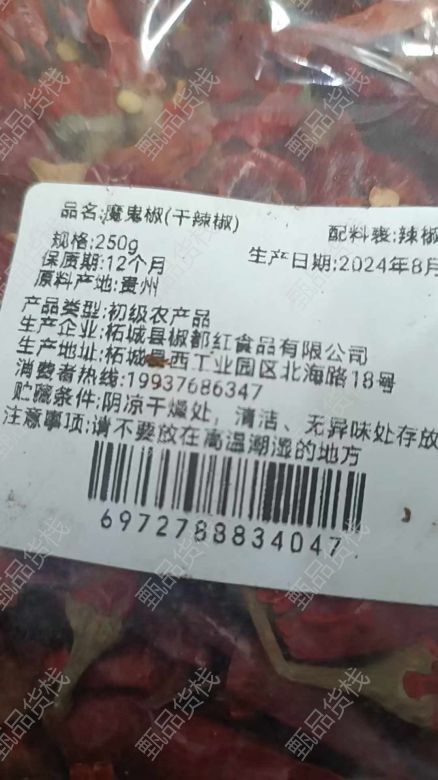 品名:魔鬼椒(干辣椒)
配料表:辣椒
规格:250g
生产日期:2024年8月
保质期:12个月
原料产地:贵州
产品类型:初级农产品
生产企业:柘城县椒都红食品有限公司
生产地址:柘城县西工业园区北海路18号
消费者热线:19937686347
贮藏条件:阴凉干燥处，清洁、无异味处存放
注意事项:请不要放在高温潮湿的地方
6972788834047
甄品货栈